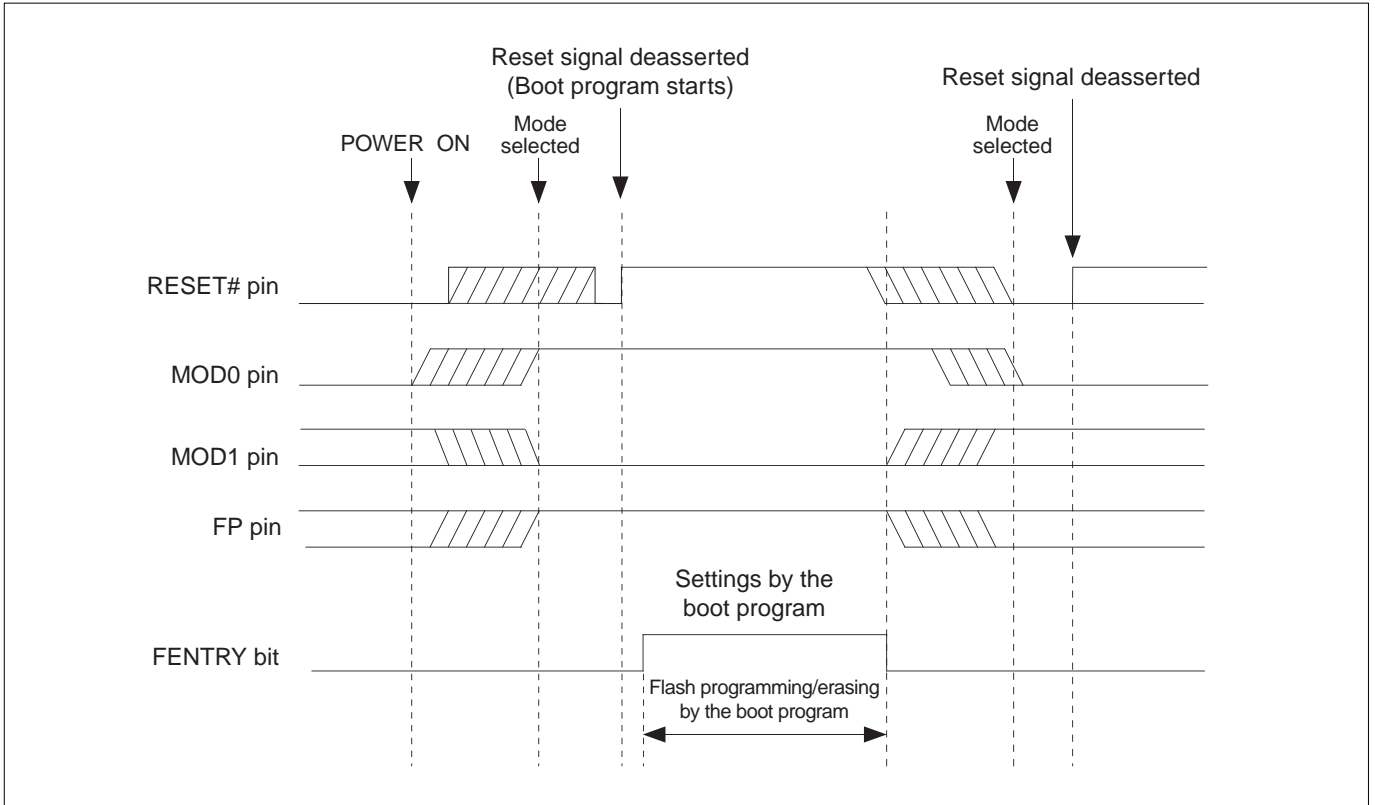 Reset signal deasserted
(Boot program starts)
Reset signal deasserted
POWER ON
Mode
selected
Mode
selected
RESET# pin
MOD0 pin
MOD1 pin
FP pin
Settings by the
boot program
FENTRY bit
Flash programming/erasing
by the boot program